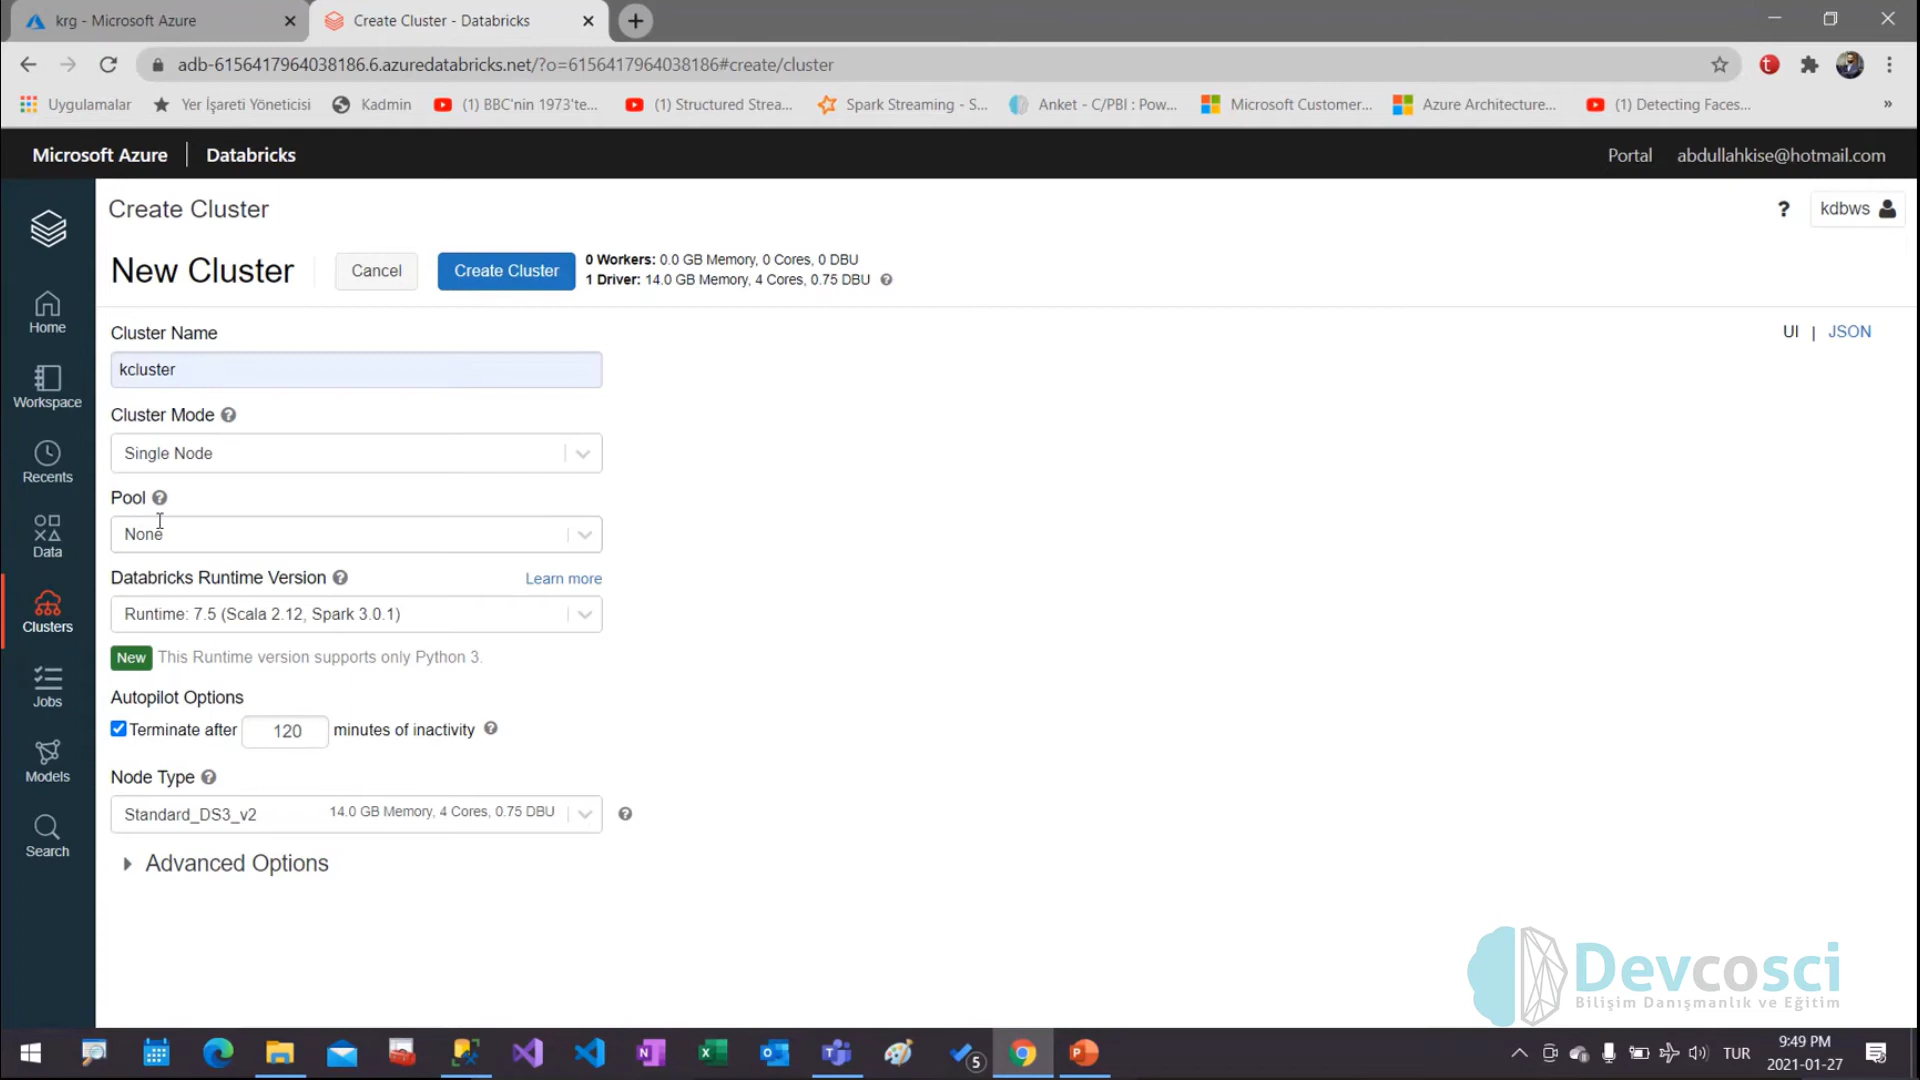 krg - Microsoft Azure
Create Cluster - Databricks
adb-6156417964038186.6.azuredatabricks.net/?o=6156417964038186#create/cluster
Uygulamalar
Yer İşareti Yöneticisi
Kadmin
(1) BBC'nin 1973'te...
(1) Structured Strea...
Spark Streaming - S...
Anket - C/PBI : Pow...
Microsoft Customer...
Azure Architecture...
(1) Detecting Faces...
»
Microsoft Azure | Databricks
Portal
abdullahkise@hotmail.com
Create Cluster
?
kdbws
New Cluster
Cancel
Create Cluster
0 Workers: 0.0 GB Memory, 0 Cores, 0 DBU
1 Driver: 14.0 GB Memory, 4 Cores, 0.75 DBU ?
UI | JSON
Cluster Name
kcluster
Cluster Mode ?
Single Node
Pool ?
None
Databricks Runtime Version ?
Learn more
Runtime: 7.5 (Scala 2.12, Spark 3.0.1)
New This Runtime version supports only Python 3.
Autopilot Options
Terminate after 120 minutes of inactivity ?
Node Type ?
Standard_DS3_v2 14.0 GB Memory, 4 Cores, 0.75 DBU ?
Advanced Options
Home
Workspace
Recents
Data
Clusters
Jobs
Models
Search
Devcosci
Bilişim Danışmanlık ve Eğitim
5
TUR
9:49 PM
2021-01-27